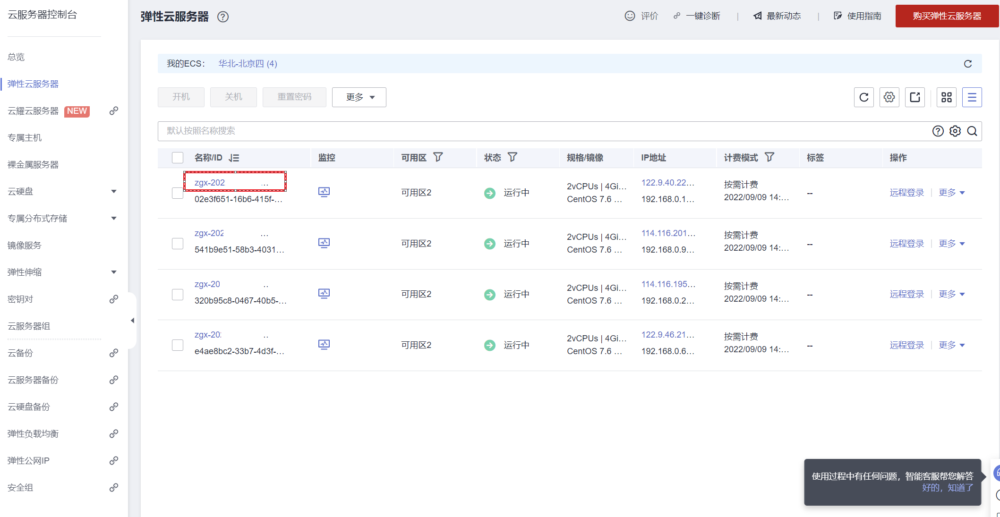 云服务器控制台
总览
弹性云服务器
云耀云服务器 NEW
专属主机
裸金属服务器
云硬盘
专属分布式存储
镜像服务
弹性伸缩
密钥对
云服务器组
云备份
云服务器备份
云硬盘备份
弹性负载均衡
弹性公网IP
安全组
弹性云服务器
评价 一键诊断 | 最新动态 | 使用指南 购买弹性云服务器
我的ECS： 华北-北京四 (4)
开机 关机 重置密码 更多
默认按照名称搜索
名称/ID 监控 可用区 状态 规格/镜像 IP地址 计费模式 标签 操作
zgx-202 ...
02e3f651-16b6-415f-...
可用区2
运行中
2vCPUs | 4Gi...
CentOS 7.6 ...
122.9.40.22...
192.168.0.1...
按需计费
2022/09/09 14:...
--
远程登录 | 更多
zgx-202 ...
541b9e51-58b3-4031...
可用区2
运行中
2vCPUs | 4Gi...
CentOS 7.6 ...
114.116.201...
192.168.0.9...
按需计费
2022/09/09 14:...
--
远程登录 | 更多
zgx-20 ..
320b95c8-0467-40b5-...
可用区2
运行中
2vCPUs | 4Gi...
CentOS 7.6 ...
114.116.195...
192.168.0.2...
按需计费
2022/09/09 14:...
--
远程登录 | 更多
zgx-20 ..
e4ae8bc2-33b7-4d3f-...
可用区2
运行中
2vCPUs | 4Gi...
CentOS 7.6 ...
122.9.46.21...
192.168.0.6...
按需计费
2022/09/09 14:...
--
远程登录 | 更多
使用过程中有任何问题，智能客服帮您解答
好的，知道了